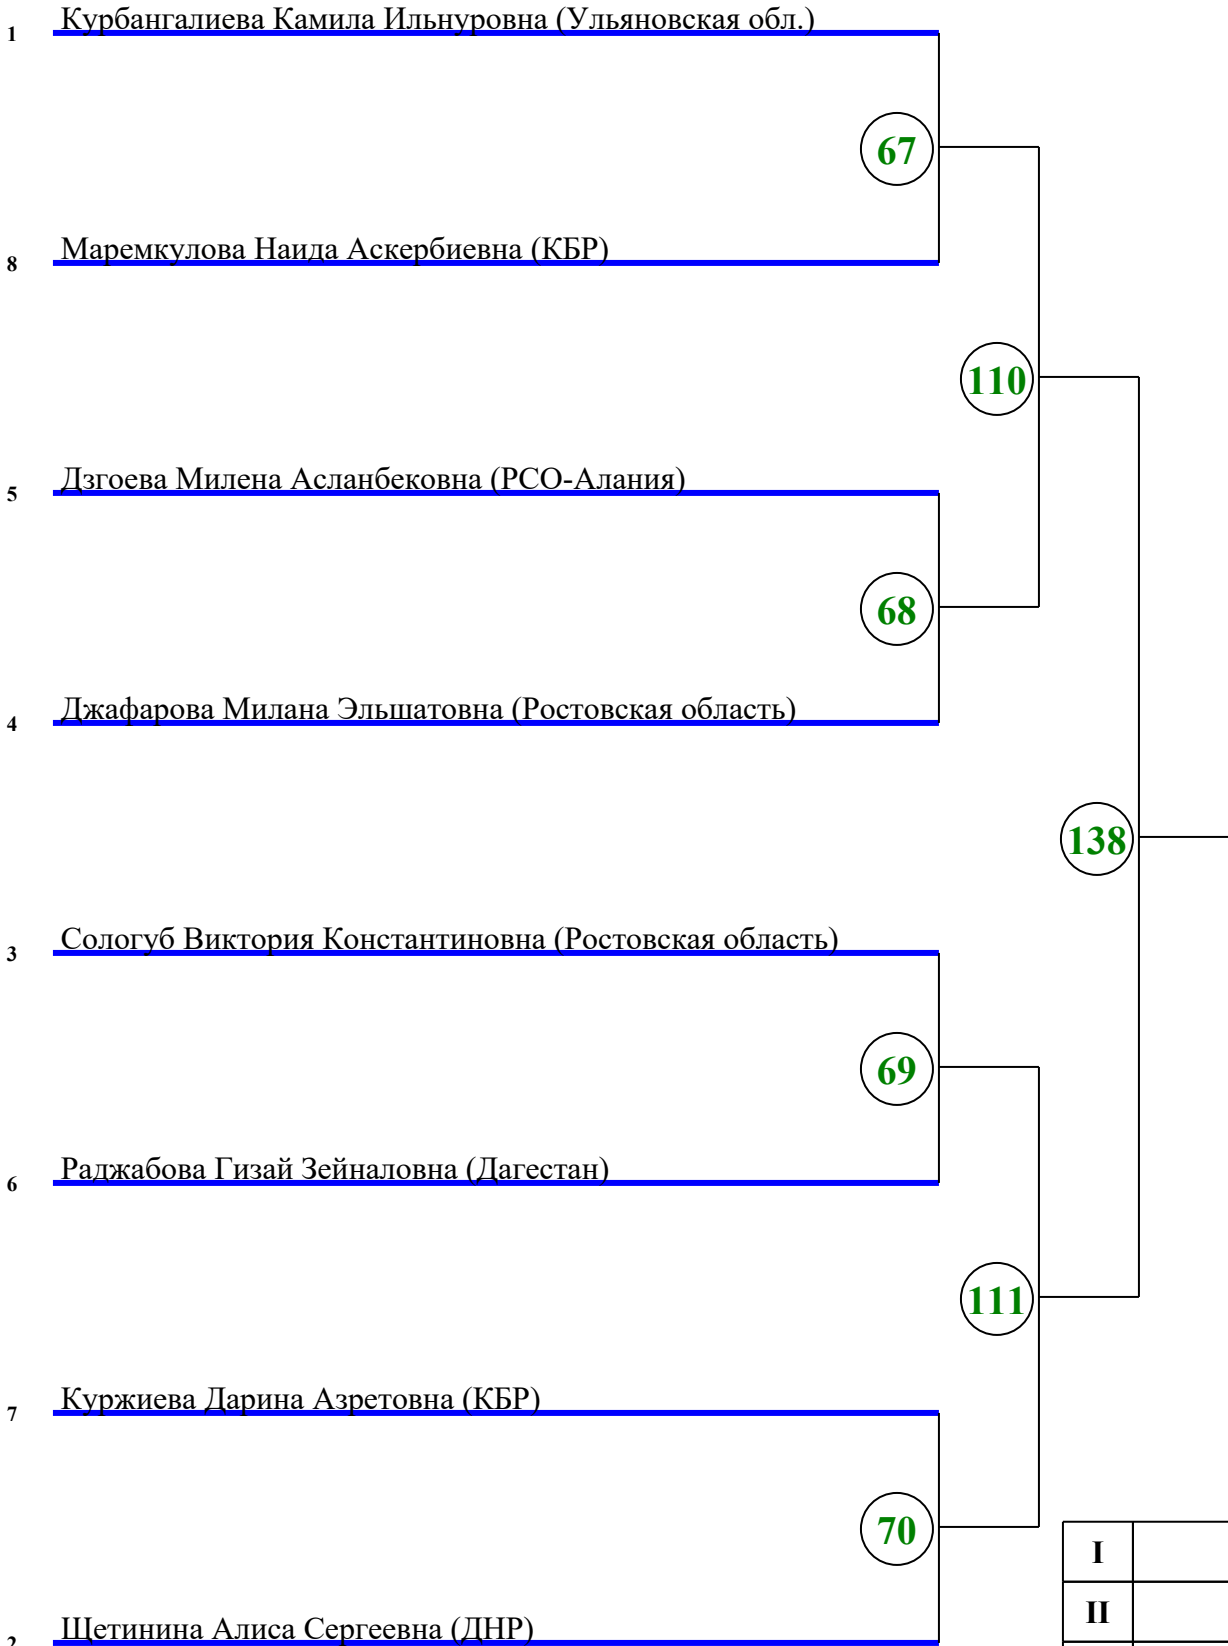 Курбангалиева Камила Ильнуровна (Ульяновская обл.)
1
67
Маремкулова Наида Аскербиевна (КБР)
8
110
Дзгоева Милена Асланбековна (РСО-Алания)
5
68
Джафарова Милана Эльшатовна (Ростовская область)
4
138
Сологуб Виктория Константиновна (Ростовская область)
3
69
Раджабова Гизай Зейналовна (Дагестан)
6
111
Куржиева Дарина Азретовна (КБР)
7
70
I
II
Щетинина Алиса Сергеевна (ДНР)
2